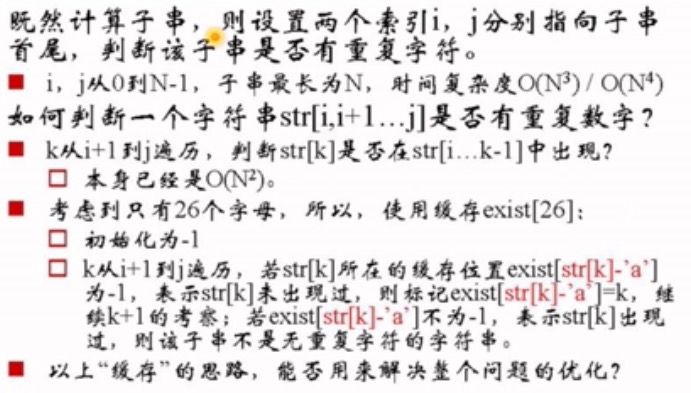 既然计算子串，则设置两个索引i，j分别指向子串
首尾，判断该子串是否有重复字符。
■ i，j从0到N-1，子串最长为N，时间复杂度O(N³) / O(N⁴)
如何判断一个字符串str[i,i+1…j]是否有重复数字？
■ k从i+1到j遍历，判断str[k]是否在str[i…k-1]中出现？
□ 本身已经是O(N²)。
■ 考虑到只有26个字母，所以，使用缓存exist[26]；
□ 初始化为-1
□ k从i+1到j遍历，若str[k]所在的缓存位置exist[str[k]-'a']
为-1，表示str[k]未出现过，则标记exist[str[k]-'a']=k，继
续k+1的考察；若exist[str[k]-'a']不为-1，表示str[k]出现
过，则该子串不是无重复字符的字符串。
■ 以上“缓存”的思路，能否用来解决整个问题的优化？